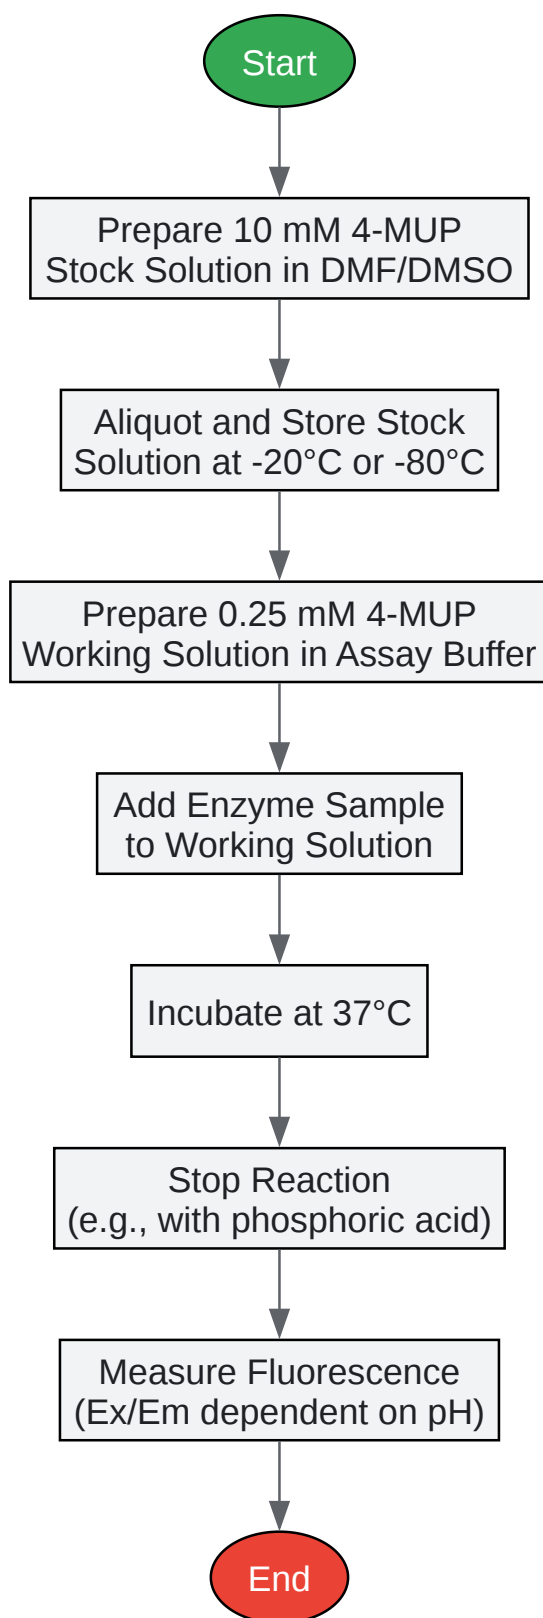 Start
Prepare 10 mM 4-MUP
Stock Solution in DMF/DMSO
Aliquot and Store Stock
Solution at -20°C or -80°C
Prepare 0.25 mM 4-MUP
Working Solution in Assay Buffer
Add Enzyme Sample
to Working Solution
Incubate at 37°C
Stop Reaction
(e.g., with phosphoric acid)
Measure Fluorescence
(Ex/Em dependent on pH)
End